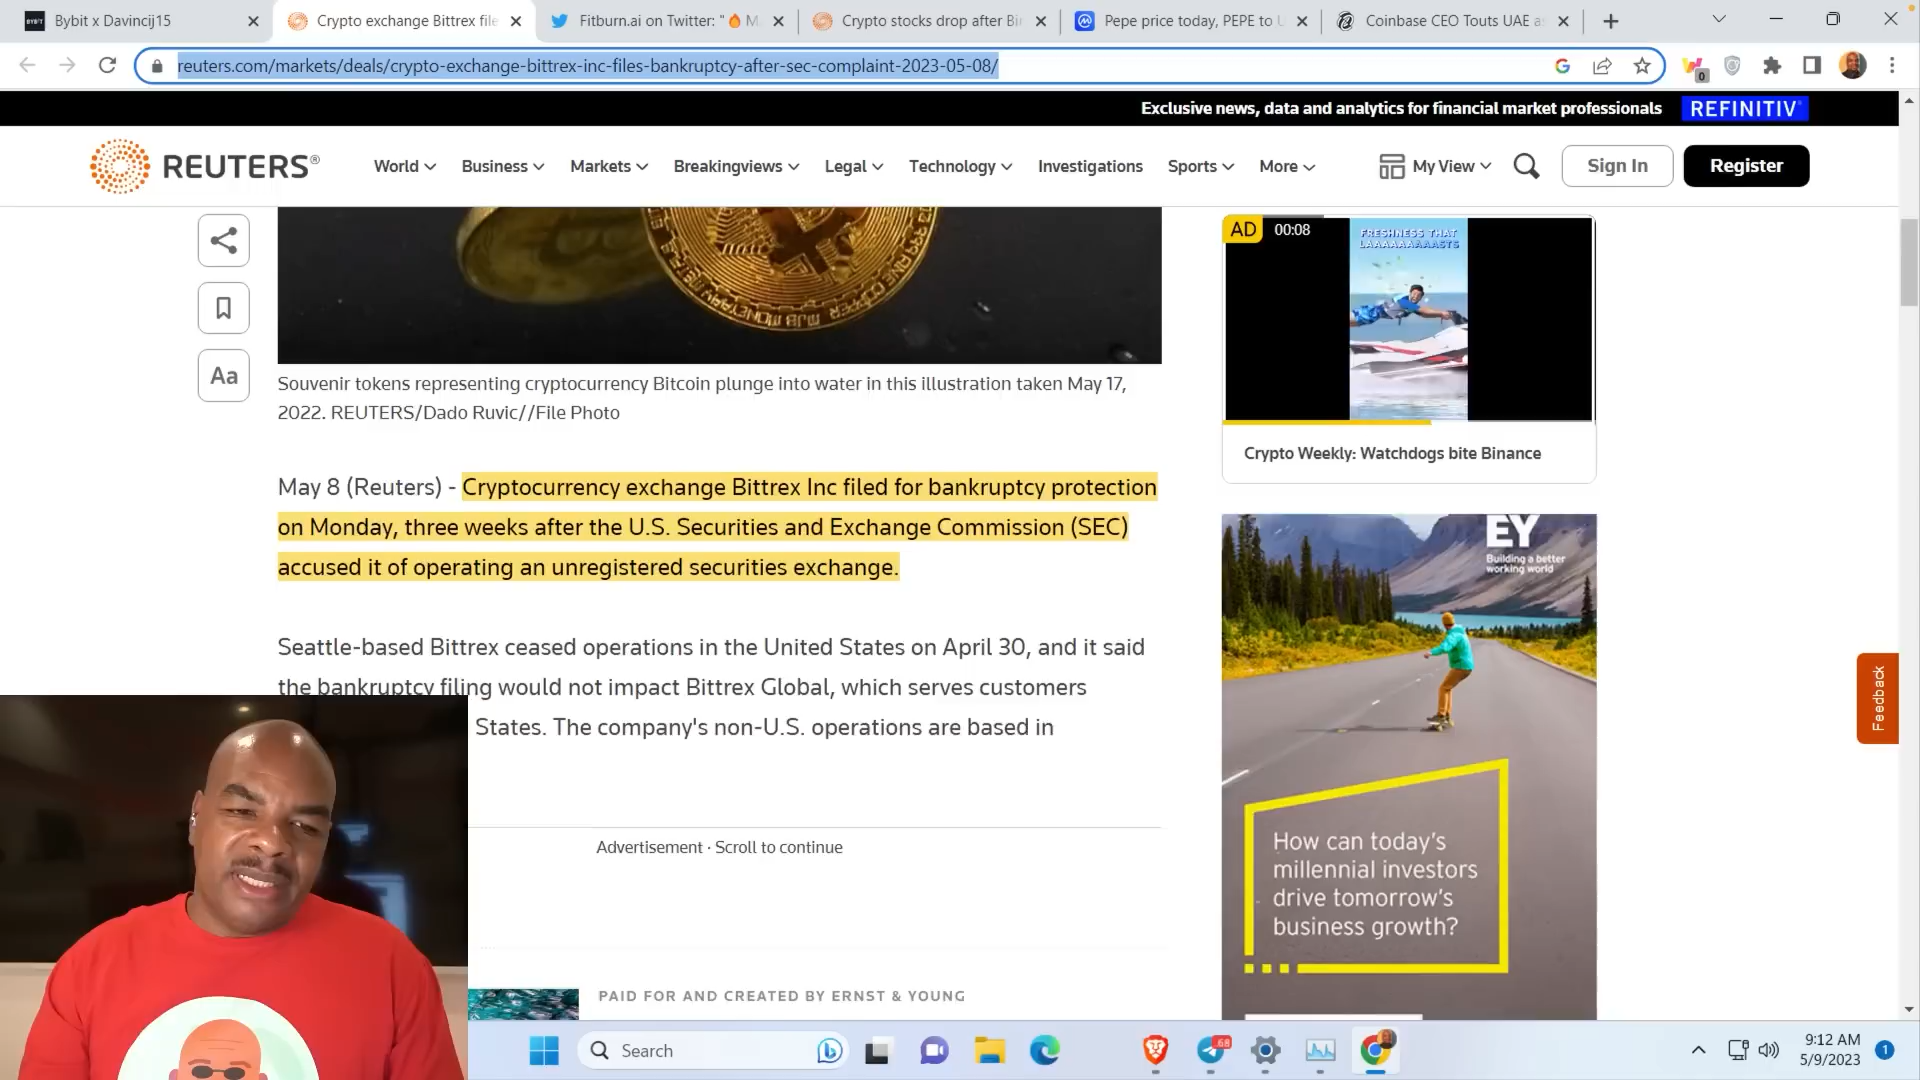 Bybit x Davincij15
Crypto exchange Bittrex file
Fitburn.ai on Twitter: "🔥 M
Crypto stocks drop after Bi
Pepe price today, PEPE to U
Coinbase CEO Touts UAE a
reuters.com/markets/deals/crypto-exchange-bittrex-inc-files-bankruptcy-after-sec-complaint-2023-05-08/
0
Exclusive news, data and analytics for financial market professionals REFINITIV
REUTERS®
World
Business
Markets
Breakingviews
Legal
Technology
Investigations
Sports
More
My View
Sign In
Register
Aa
Souvenir tokens representing cryptocurrency Bitcoin plunge into water in this illustration taken May 17,
2022. REUTERS/Dado Ruvic//File Photo
May 8 (Reuters) - Cryptocurrency exchange Bittrex Inc filed for bankruptcy protection
on Monday, three weeks after the U.S. Securities and Exchange Commission (SEC)
accused it of operating an unregistered securities exchange.
Seattle-based Bittrex ceased operations in the United States on April 30, and it said
the bankruptcy filing would not impact Bittrex Global, which serves customers
States. The company's non-U.S. operations are based in
Advertisement · Scroll to continue
PAID FOR AND CREATED BY ERNST & YOUNG
AD 00:08
FRESHNESS THAT
LAAAAAAAAASTS
Crypto Weekly: Watchdogs bite Binance
EY
Building a better
working world
How can today's
millennial investors
drive tomorrow's
business growth?
Feedback
Search
68
9:12 AM
5/9/2023
1